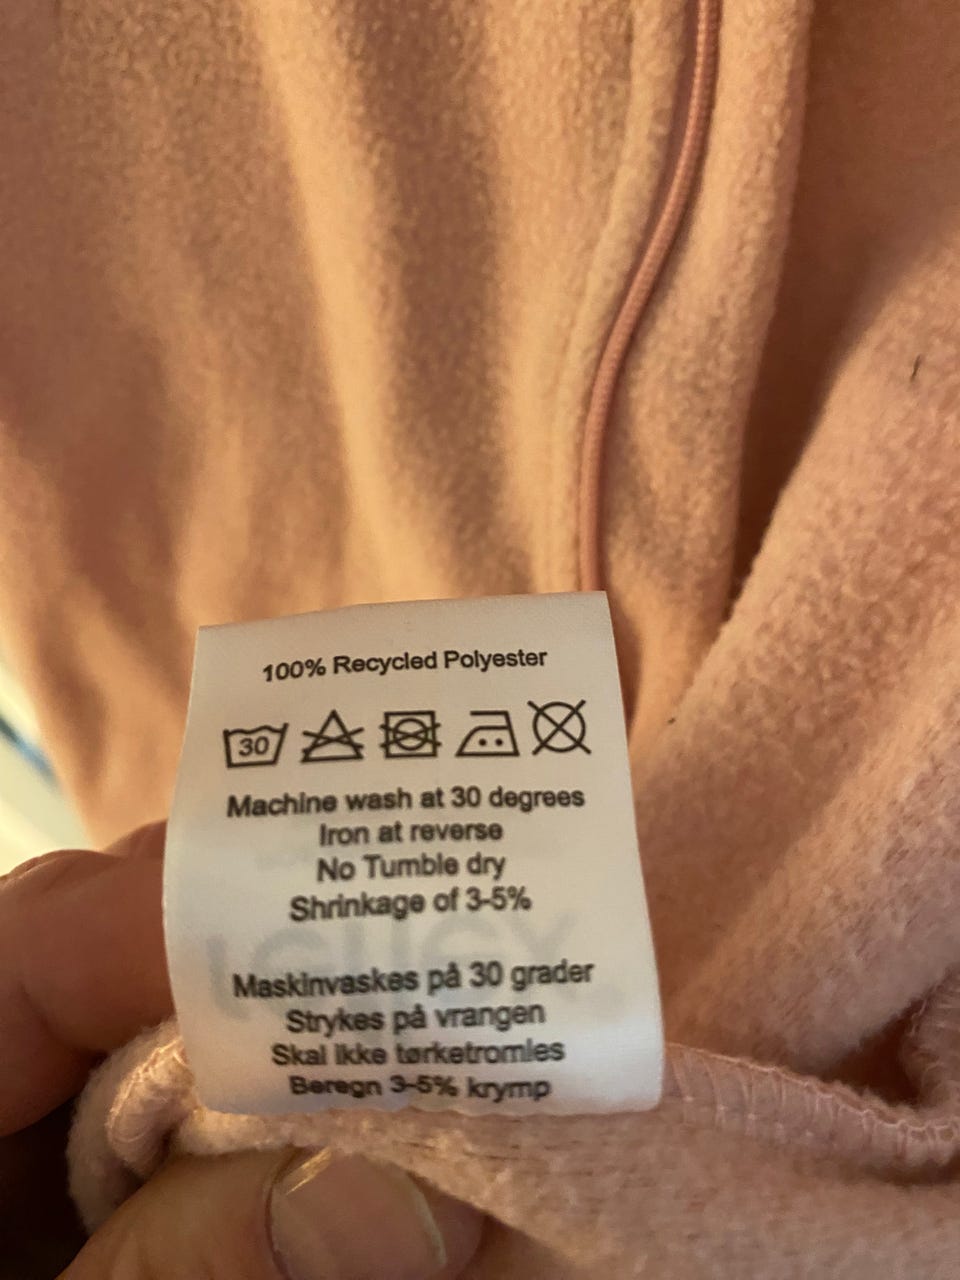 100% Recycled Polyester
30
Machine wash at 30 degrees
Iron at reverse
No Tumble dry
Shrinkage of 3-5%
Maskinvaskes på 30 grader
Strykes på vrangen
Skal ikke tørketromles
Beregn 3-5% krymp